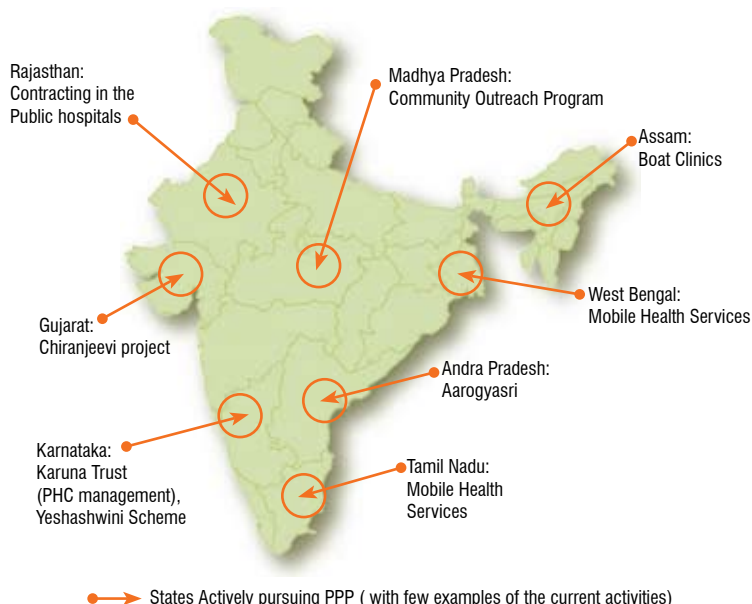 Rajasthan:
Contracting in the
Public hospitals
Madhya Pradesh:
Community Outreach Program
Assam:
Boat Clinics
West Bengal:
Mobile Health Services
Gujarat:
Chiranjeevi project
Andra Pradesh:
Aarogyasri
Karnataka:
Karuna Trust
(PHC management),
Yeshashwini Scheme
Tamil Nadu:
Mobile Health
Services
States Actively pursuing PPP ( with few examples of the current activities)